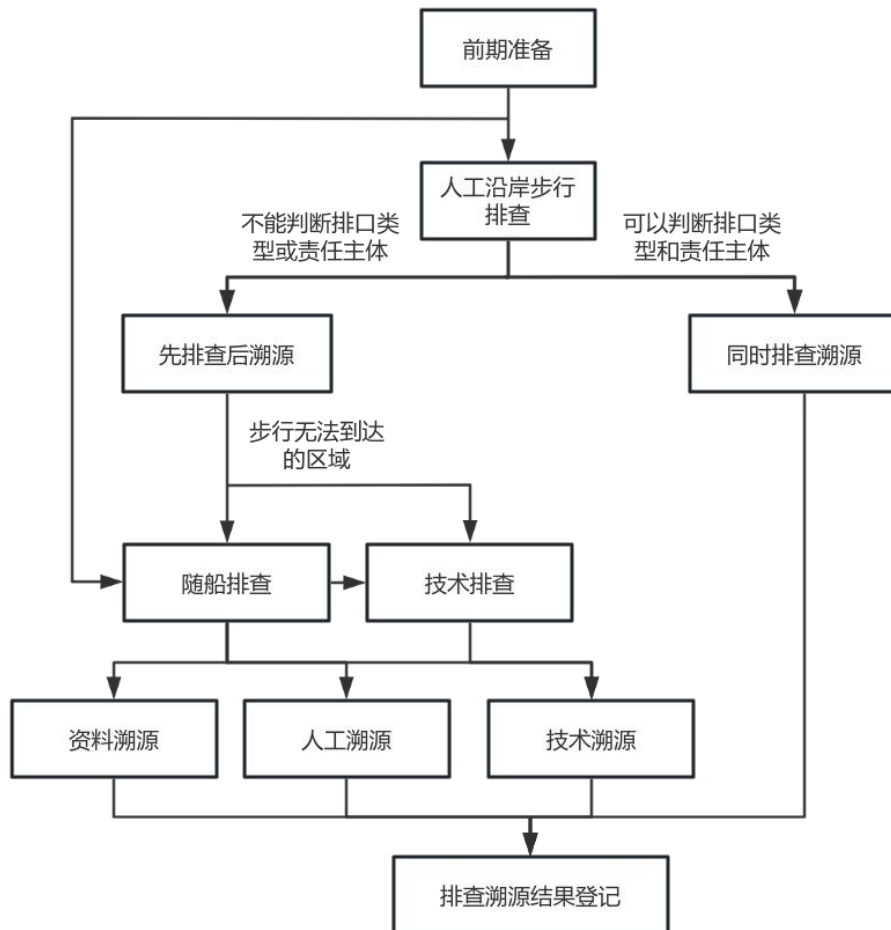 前期准备
人工沿岸步行
排查
不能判断排口类
型或责任主体
可以判断排口类
型和责任主体
先排查后溯源
同时排查溯源
步行无法到达
的区域
随船排查
技术排查
资料溯源
人工溯源
技术溯源
排查溯源结果登记